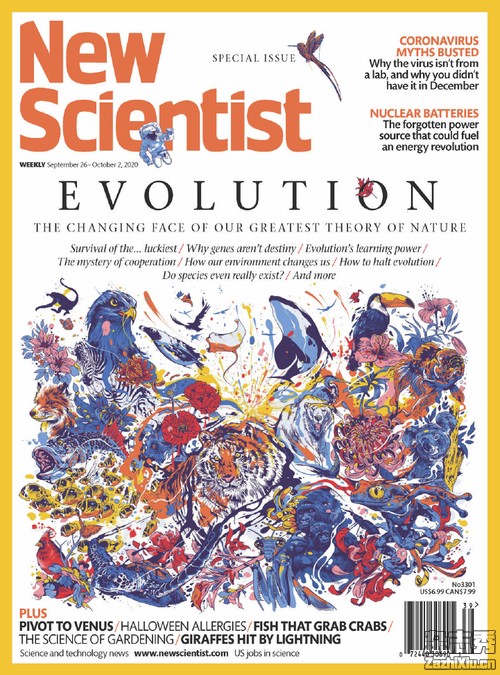 New
Scientist
SPECIAL ISSUE
CORONAVIRUS
MYTHS BUSTED
Why the virus isn't from
a lab, and why you didn't
have it in December
NUCLEAR BATTERIES
The forgotten power
source that could fuel
an energy revolution
WEEKLY September 26–October 2, 2020
EVOLUTION
THE CHANGING FACE OF OUR GREATEST THEORY OF NATURE
Survival of the... luckiest / Why genes aren't destiny / Evolution's learning power /
The mystery of cooperation / How our environment changes us / How to halt evolution /
Do species even really exist? / And more
No3301
US$6.99 CAN$7.99
39
PLUS
PIVOT TO VENUS / HALLOWEEN ALLERGIES / FISH THAT GRAB CRABS /
THE SCIENCE OF GARDENING / GIRAFFES HIT BY LIGHTNING
Science and technology news www.newscientist.com US jobs in science
杂志秀
ZaZhiXiu.cn